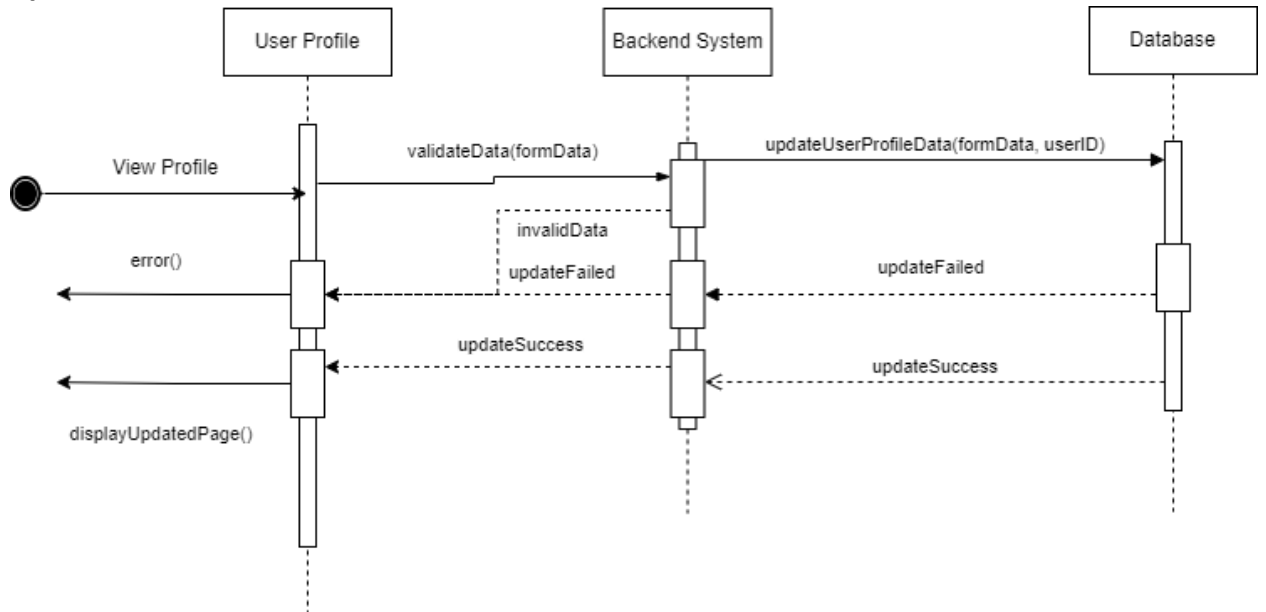 User Profile
Backend System
Database
View Profile
validateData(formData)
updateUserProfileData(formData, userID)
invalidData
error()
updateFailed
updateFailed
updateSuccess
updateSuccess
displayUpdatedPage()